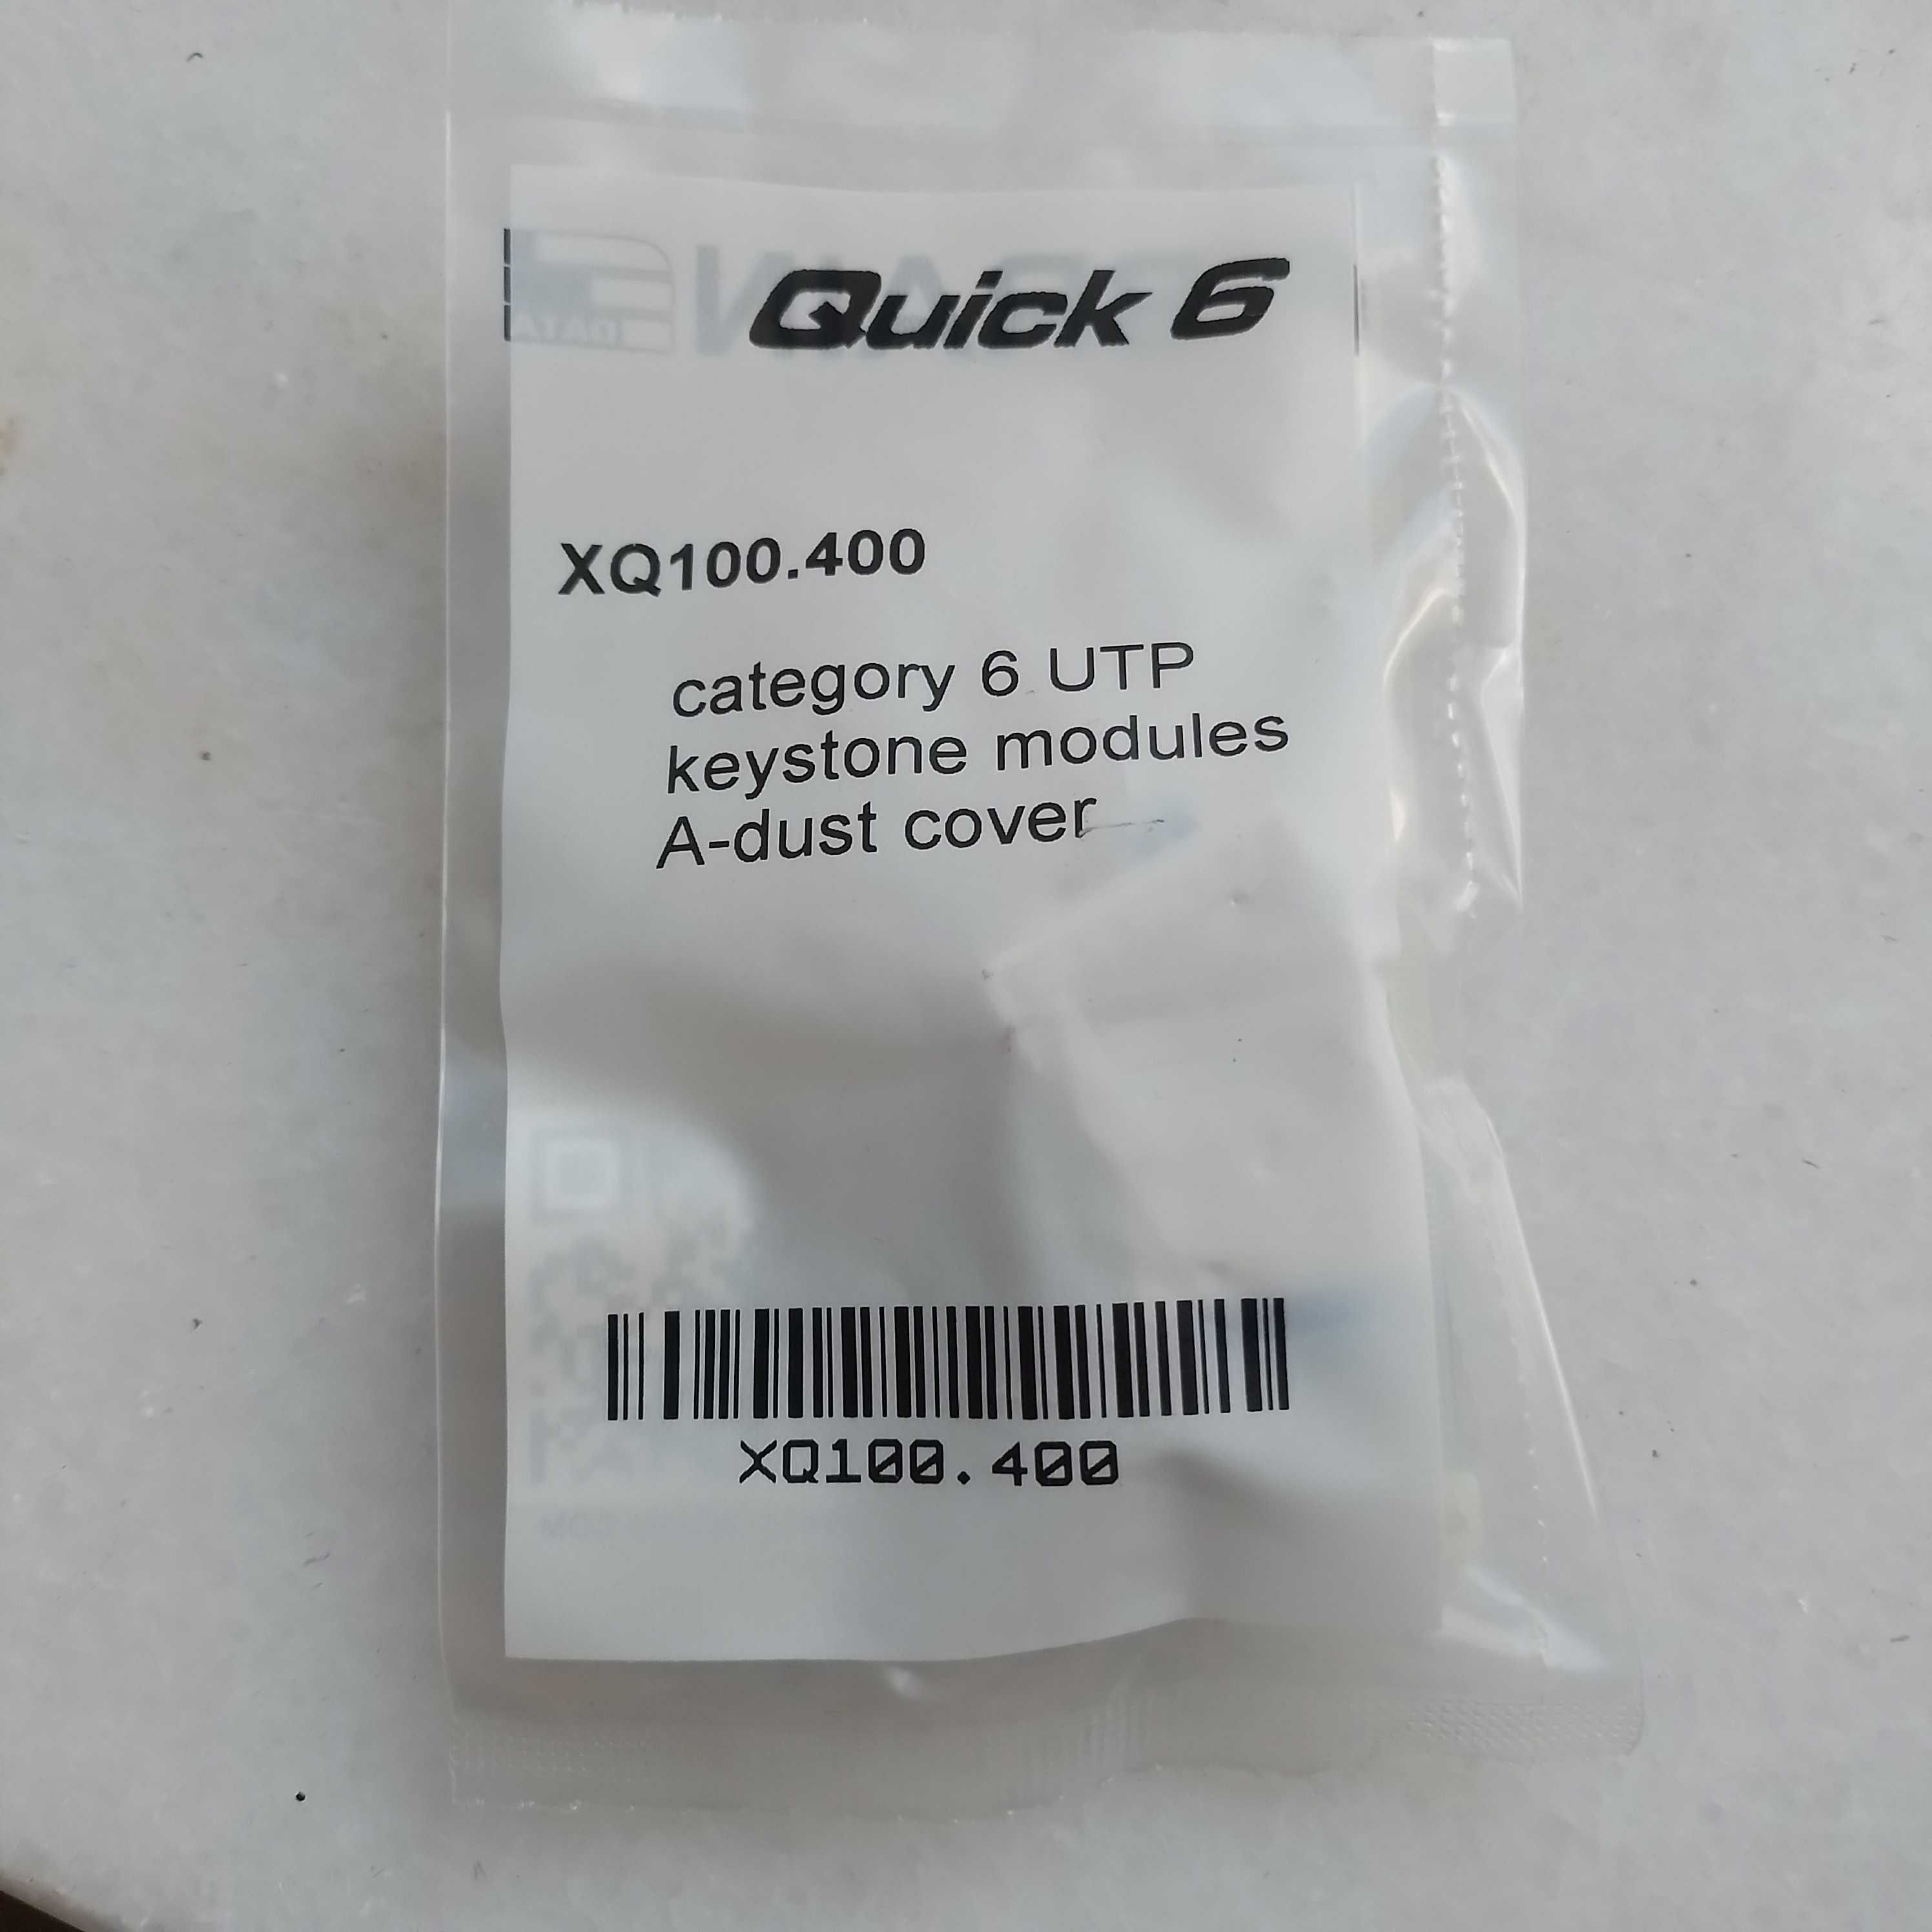 Quick 6
XQ100.400
category 6 UTP
keystone modules
A-dust cover
XQ100.400